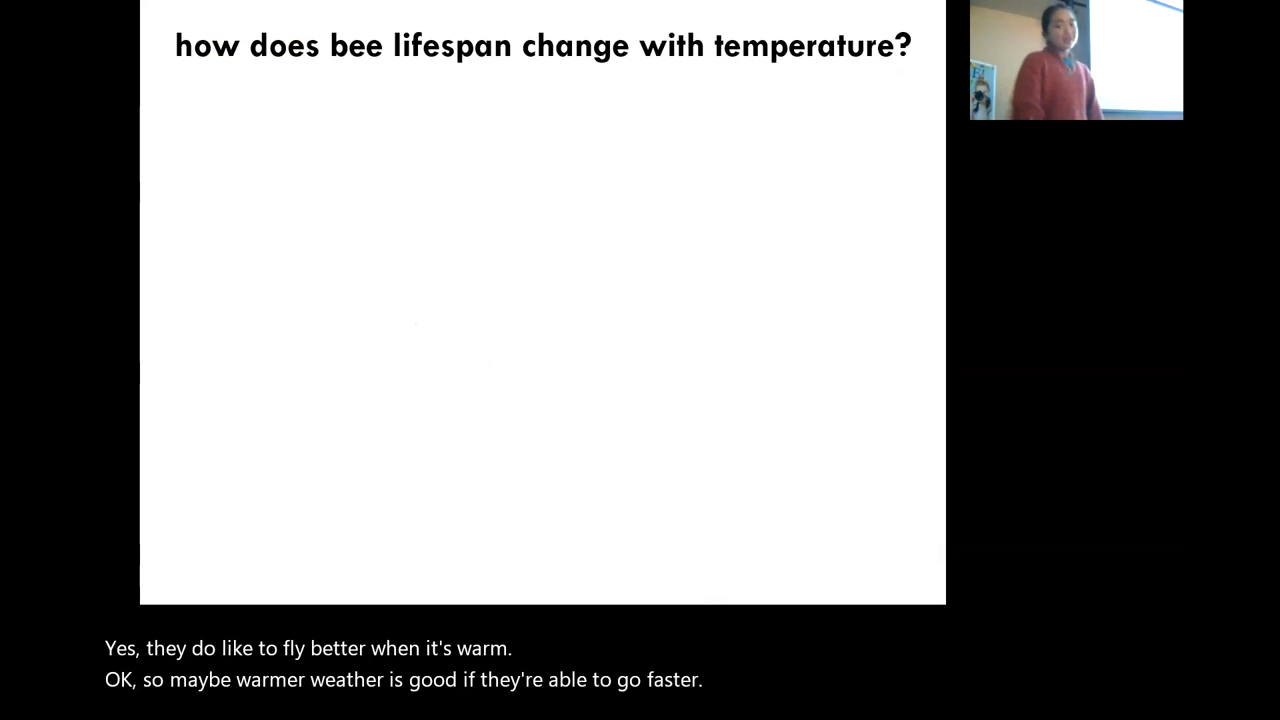 how does bee lifespan change with temperature?
Yes, they do like to fly better when it's warm.
OK, so maybe warmer weather is good if they're able to go faster.